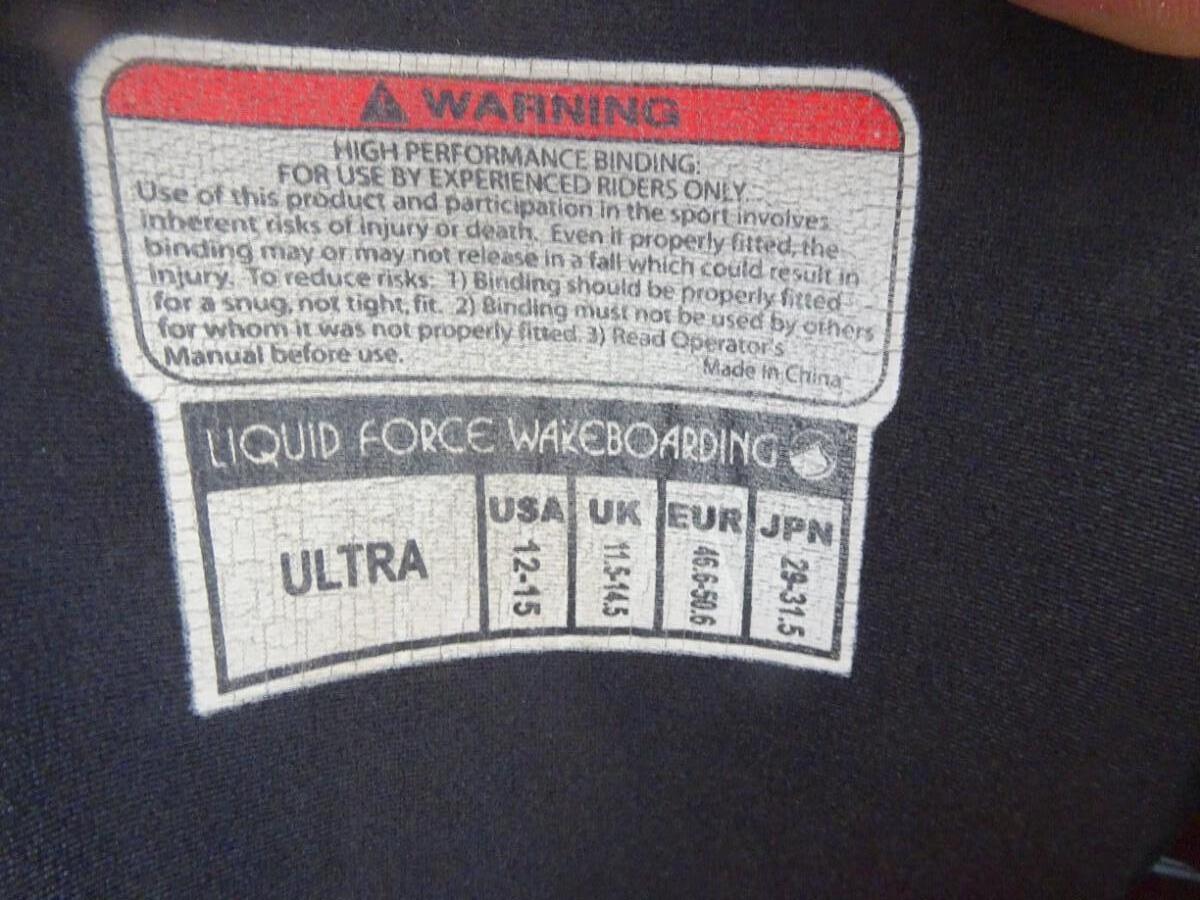 WARNING
HIGH PERFORMANCE BINDING:
FOR USE BY EXPERIENCED RIDERS ONLY.
Use of this product and participation in the sport involves
inherent risks of injury or death. Even if properly fitted, the
binding may or may not release in a fall which could result in
injury. To reduce risks: 1) Binding should be properly fitted
for a snug, not tight, fit. 2) Binding must not be used by others
for whom it was not properly fitted. 3) Read Operator's
Manual before use.
Made in China
LIQUID FORCE WAKEBOARDING
ULTRA
USA 12-15
UK 11.5-14.5
EUR 46.6-50.6
JPN 29-31.5